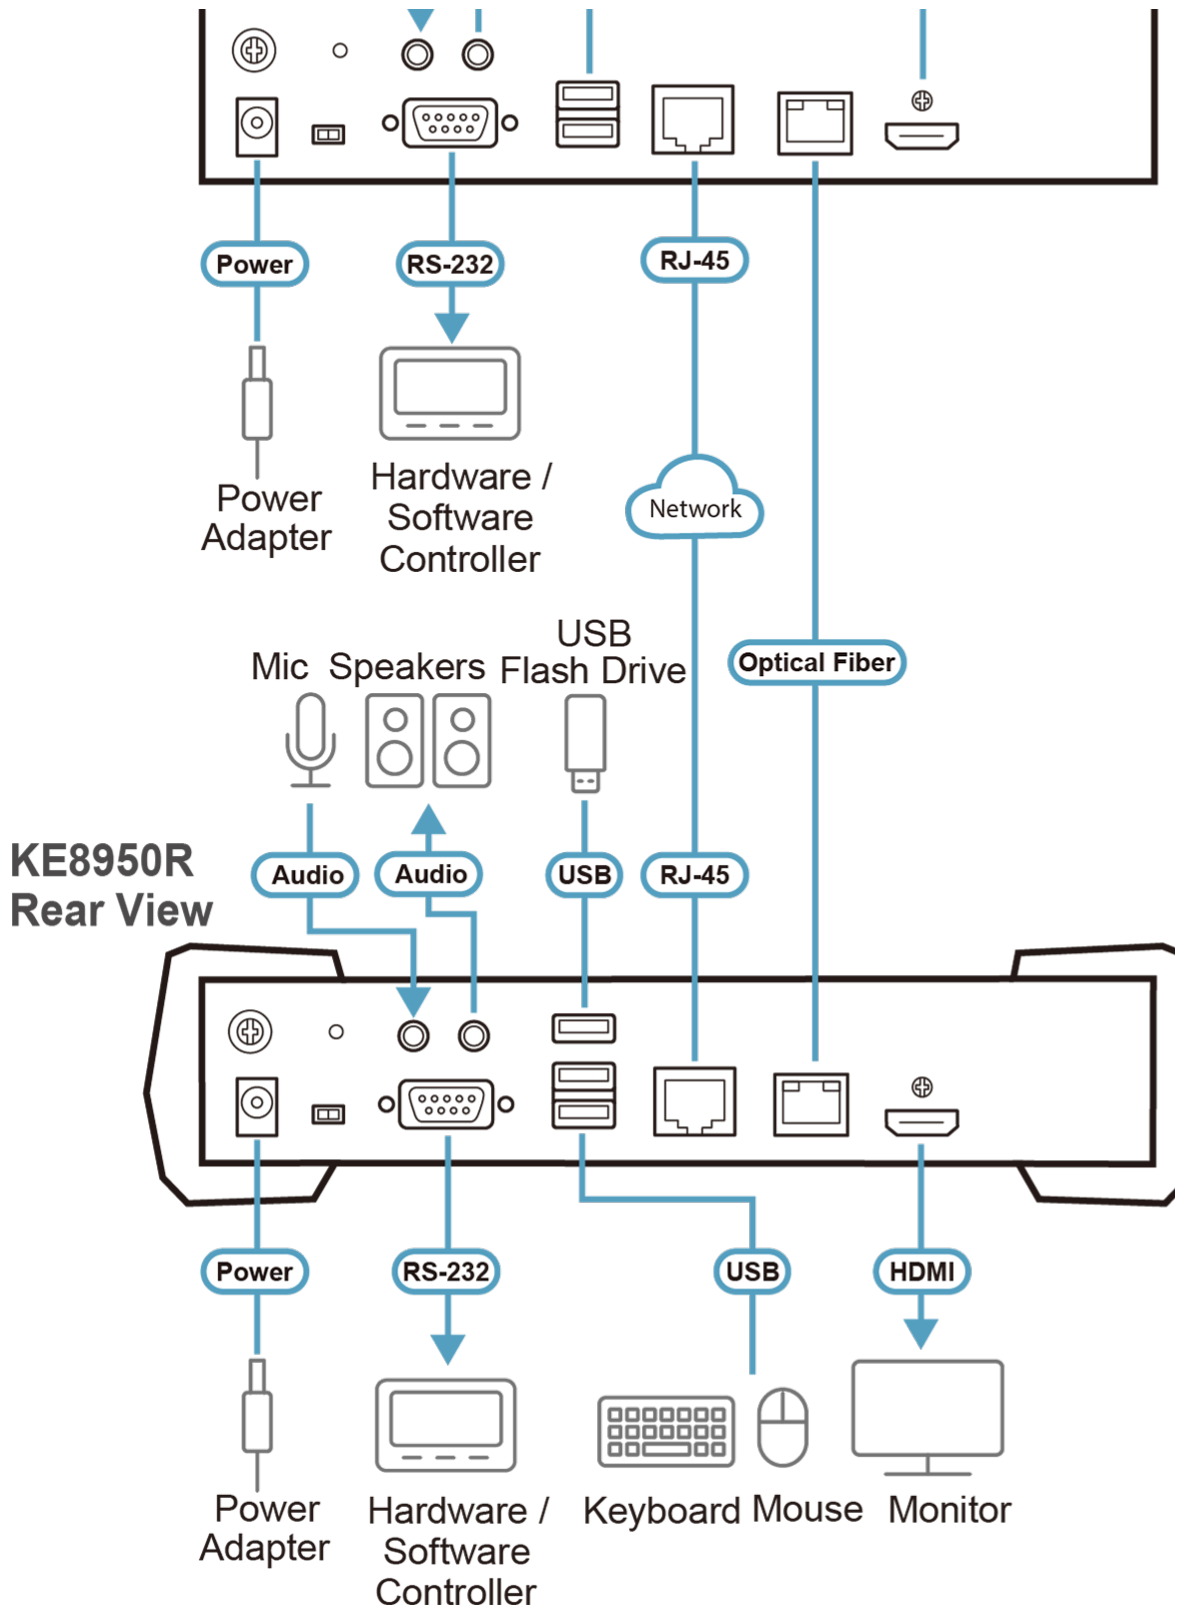 Power
RS-232
RJ-45
Hardware /
Software
Controller
Power
Adapter
Network
Optical Fiber
Mic
Speakers
USB
Flash Drive
KE8950R
Rear View
Audio
Audio
USB
RJ-45
Power
RS-232
USB
HDMI
Power
Adapter
Hardware /
Software
Controller
Keyboard
Mouse
Monitor